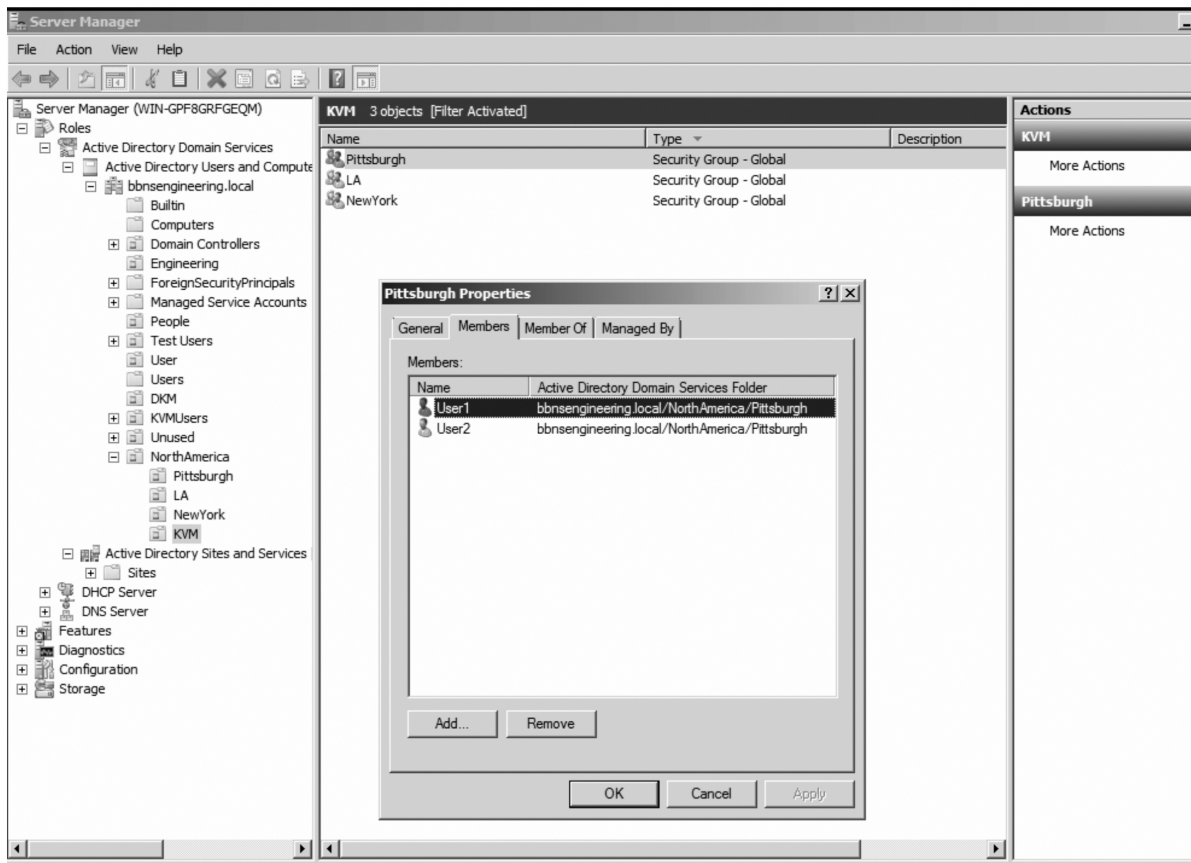 Server Manager
File Action View Help
Server Manager (WIN-GPF8GRFGEQM)
Roles
Active Directory Domain Services
Active Directory Users and Compute
bbnsengineering.local
Builtin
Computers
Domain Controllers
Engineering
ForeignSecurityPrincipals
Managed Service Accounts
People
Test Users
User
Users
DKM
KVMUsers
Unused
NorthAmerica
Pittsburgh
LA
NewYork
KVM
Active Directory Sites and Services
Sites
DHCP Server
DNS Server
Features
Diagnostics
Configuration
Storage
KVM 3 objects [Filter Activated]
Name Type Description
Pittsburgh Security Group - Global
LA Security Group - Global
NewYork Security Group - Global
Pittsburgh Properties
General Members Member Of Managed By
Members:
Name Active Directory Domain Services Folder
User1 bbnsengineering.local/NorthAmerica/Pittsburgh
User2 bbnsengineering.local/NorthAmerica/Pittsburgh
Add... Remove
OK Cancel Apply
Actions
KVM
More Actions
Pittsburgh
More Actions